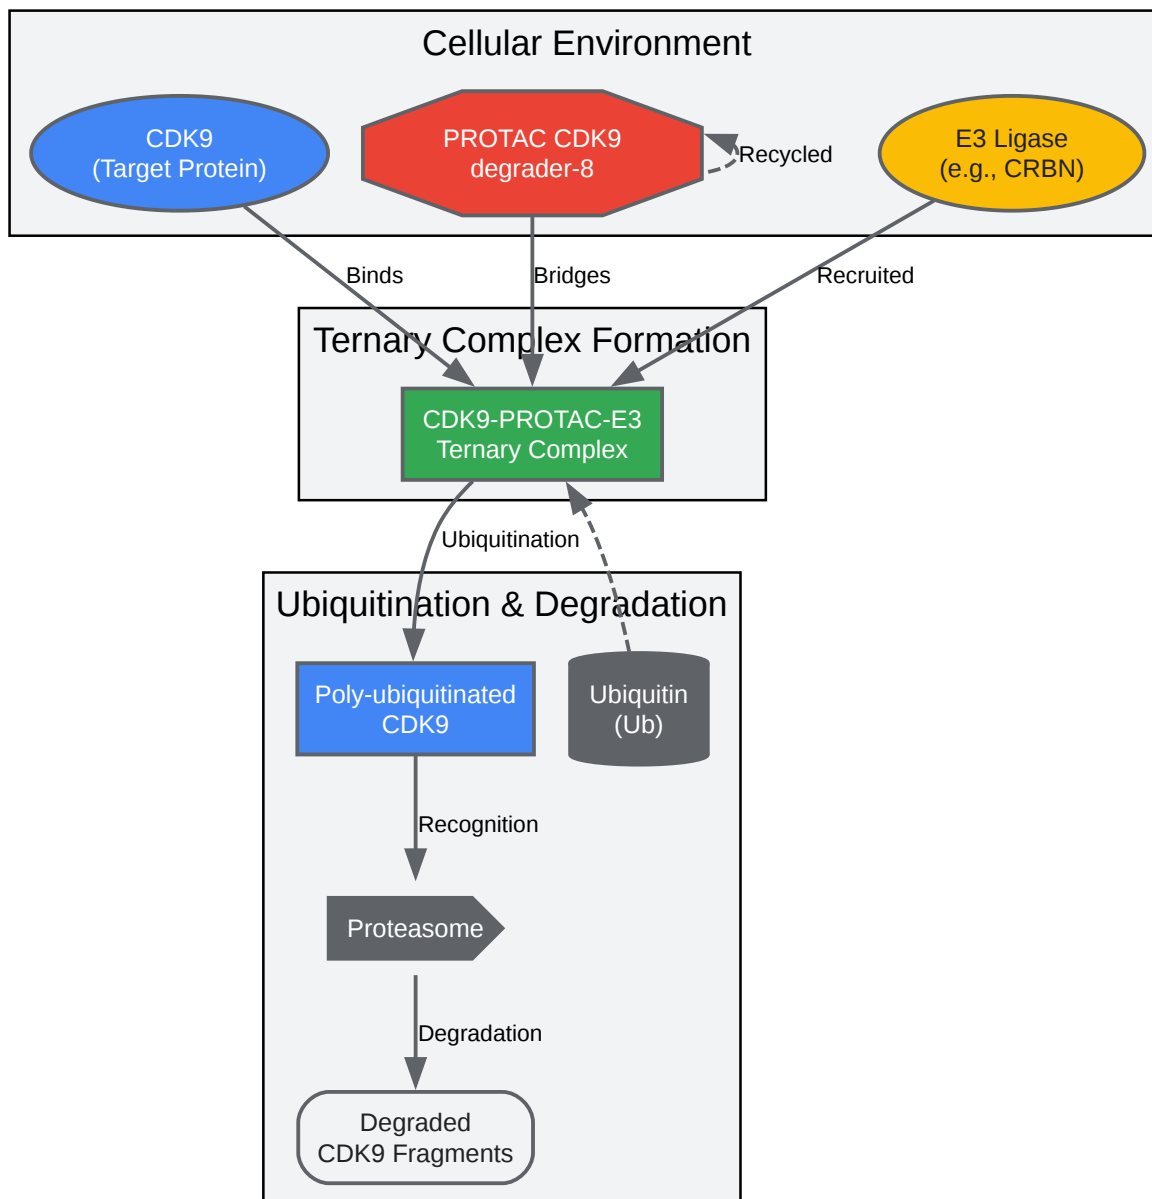 Cellular Environment
CDK9
(Target Protein)
PROTAC CDK9
degrader-8
Recycled
E3 Ligase
(e.g., CRBN)
Binds
Bridges
Recruited
Ternary Complex Formation
CDK9-PROTAC-E3
Ternary Complex
Ubiquitination
Ubiquitination & Degradation
Poly-ubiquitinated
CDK9
Ubiquitin
(Ub)
Recognition
Proteasome
Degradation
Degraded
CDK9 Fragments